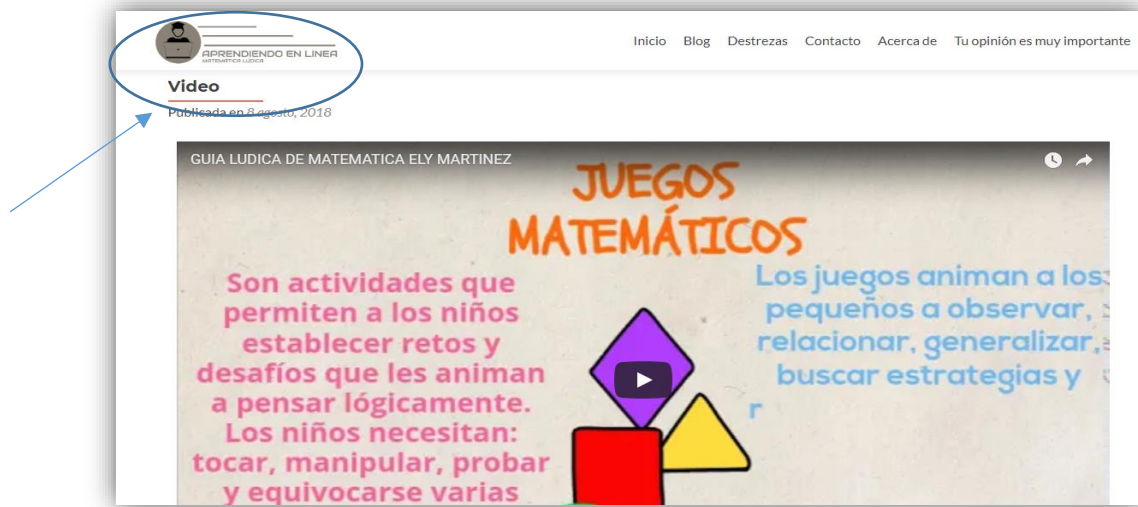 APRENDIENDO EN LINEA
MATEMÁTICA LÚDICA
Inicio Blog Destrezas Contacto Acerca de Tu opinión es muy importante
Video
Publicada en 8 agosto, 2018
GUIA LUDICA DE MATEMATICA ELY MARTINEZ
JUEGOS
MATEMÁTICOS
Son actividades que
permiten a los niños
establecer retos y
desafíos que les animan
a pensar lógicamente.
Los niños necesitan:
tocar, manipular, probar
y equivocarse varias
Los juegos animan a los
pequeños a observar,
relacionar, generalizar,
buscar estrategias y
r